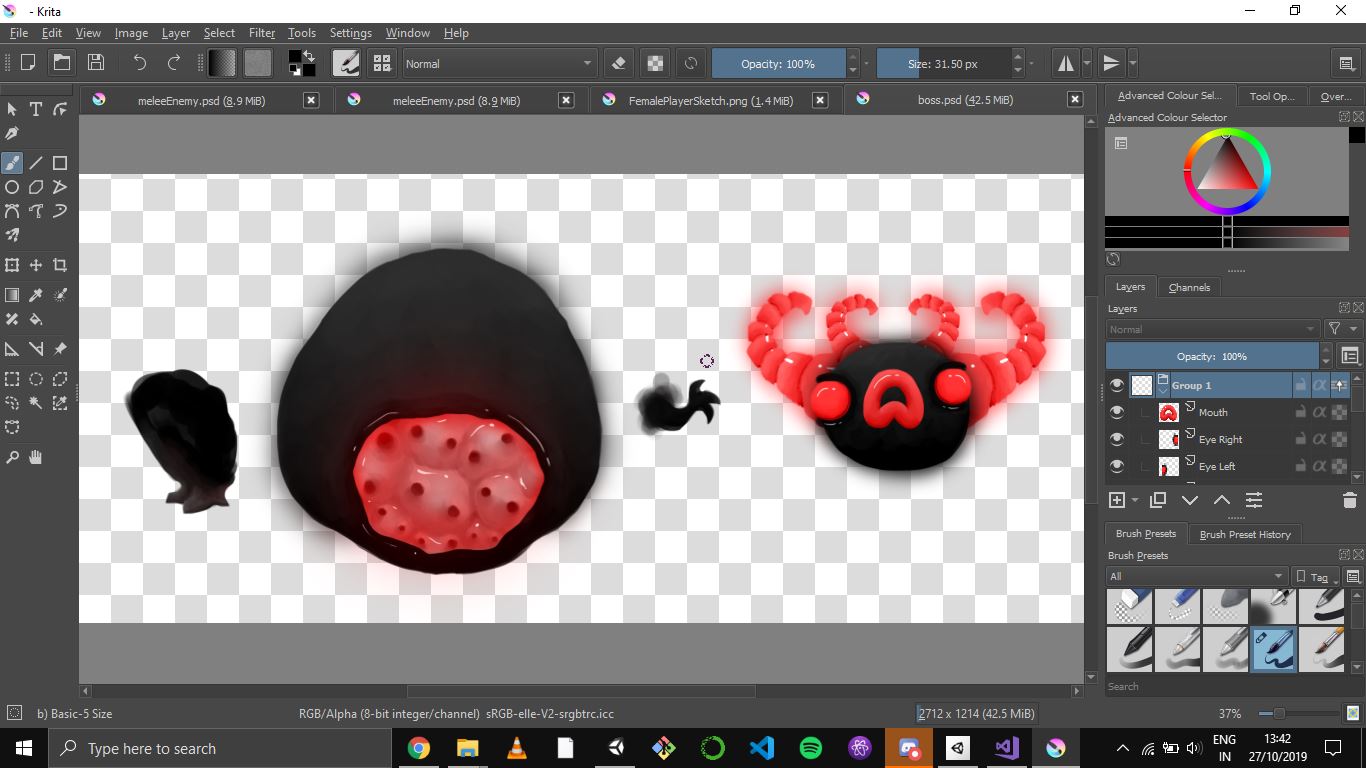 - Krita
File Edit View Image Layer Select Filter Tools Settings Window Help
Normal
Opacity: 100%
Size: 31.50 px
meleeEnemy.psd (8.9 MiB)
meleeEnemy.psd (8.9 MiB)
FemalePlayerSketch.png (1.4 MiB)
boss.psd (42.5 MiB)
Advanced Colour Sel...
Tool Op...
Over...
Advanced Colour Selector
Layers
Channels
Layers
Normal
Opacity: 100%
Group 1
Mouth
Eye Right
Eye Left
Brush Presets
Brush Preset History
Brush Presets
All
Tag
Search
b) Basic-5 Size
RGB/Alpha (8-bit integer/channel) sRGB-elle-V2-srgbtrc.icc
2712 x 1214 (42.5 MiB)
37%
Type here to search
ENG
IN
13:42
27/10/2019